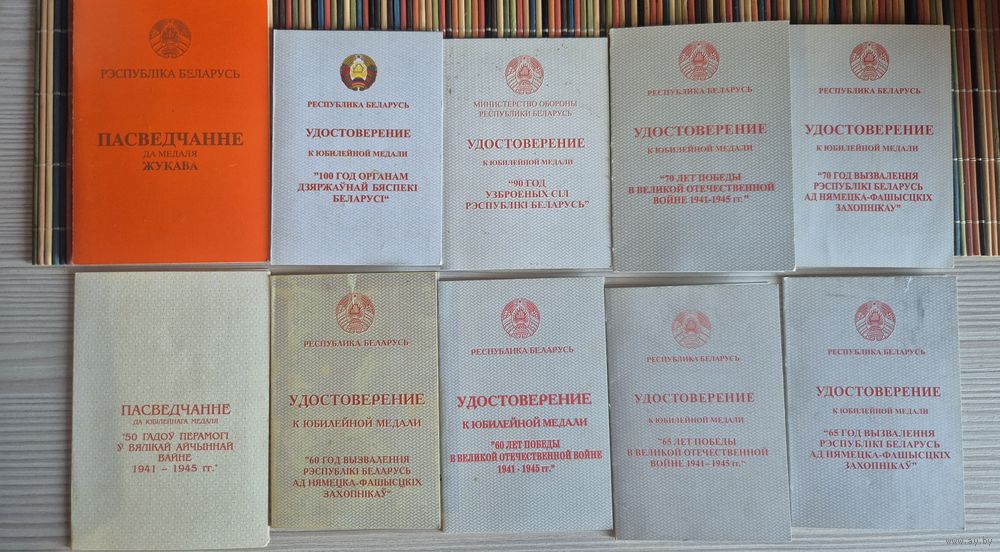 РЭСПУБЛІКА БЕЛАРУСЬ
ПАСВЕДЧАННЕ
ДА МЕДАЛЯ
ЖУКАВА
РЕСПУБЛИКА БЕЛАРУСЬ
УДОСТОВЕРЕНИЕ
К ЮБИЛЕЙНОЙ МЕДАЛИ
"100 ГОД ОРГАНАМ
ДЗЯРЖАЎНАЙ БЯСПЕКІ
БЕЛАРУСІ"
МИНИСТЕРСТВО ОБОРОНЫ
РЕСПУБЛИКИ БЕЛАРУСЬ
УДОСТОВЕРЕНИЕ
К ЮБИЛЕЙНОЙ МЕДАЛИ
"90 ГОД
УЗБРОЕНЫХ СІЛ
РЭСПУБЛІКІ БЕЛАРУСЬ"
РЕСПУБЛИКА БЕЛАРУСЬ
УДОСТОВЕРЕНИЕ
К ЮБИЛЕЙНОЙ МЕДАЛИ
"70 ЛЕТ ПОБЕДЫ
В ВЕЛИКОЙ ОТЕЧЕСТВЕННОЙ
ВОЙНЕ 1941-1945 гг."
РЕСПУБЛИКА БЕЛАРУСЬ
УДОСТОВЕРЕНИЕ
К ЮБИЛЕЙНОЙ МЕДАЛИ
"70 ГОД ВЫЗВАЛЕННЯ
РЭСПУБЛІКІ БЕЛАРУСЬ
АД НЯМЕЦКА-ФАШЫСЦКІХ
ЗАХОПНІКАЎ"
ПАСВЕДЧАННЕ
ДА ЮБІЛЕЙНАГА МЕДАЛЯ
"50 ГАДОЎ ПЕРАМОГІ
Ў ВЯЛІКАЙ АЙЧЫННАЙ
ВАЙНЕ
1941 – 1945 гг."
РЕСПУБЛИКА БЕЛАРУСЬ
УДОСТОВЕРЕНИЕ
К ЮБИЛЕЙНОЙ МЕДАЛИ
"60 ГОД ВЫЗВАЛЕННЯ
РЭСПУБЛІКІ БЕЛАРУСЬ
АД НЯМЕЦКА-ФАШЫСЦКІХ
ЗАХОПНІКАЎ"
РЕСПУБЛИКА БЕЛАРУСЬ
УДОСТОВЕРЕНИЕ
К ЮБИЛЕЙНОЙ МЕДАЛИ
"60 ЛЕТ ПОБЕДЫ
В ВЕЛИКОЙ ОТЕЧЕСТВЕННОЙ ВОЙНЕ
1941-1945 гг."
РЕСПУБЛИКА БЕЛАРУСЬ
УДОСТОВЕРЕНИЕ
К ЮБИЛЕЙНОЙ МЕДАЛИ
"65 ЛЕТ ПОБЕДЫ
В ВЕЛИКОЙ ОТЕЧЕСТВЕННОЙ
ВОЙНЕ 1941–1945 гг."
РЕСПУБЛИКА БЕЛАРУСЬ
УДОСТОВЕРЕНИЕ
К ЮБИЛЕЙНОЙ МЕДАЛИ
"65 ГОД ВЫЗВАЛЕННЯ
РЭСПУБЛІКІ БЕЛАРУСЬ
АД НЯМЕЦКА-ФАШЫСЦКІХ
ЗАХОПНІКАЎ"
www.ay.by